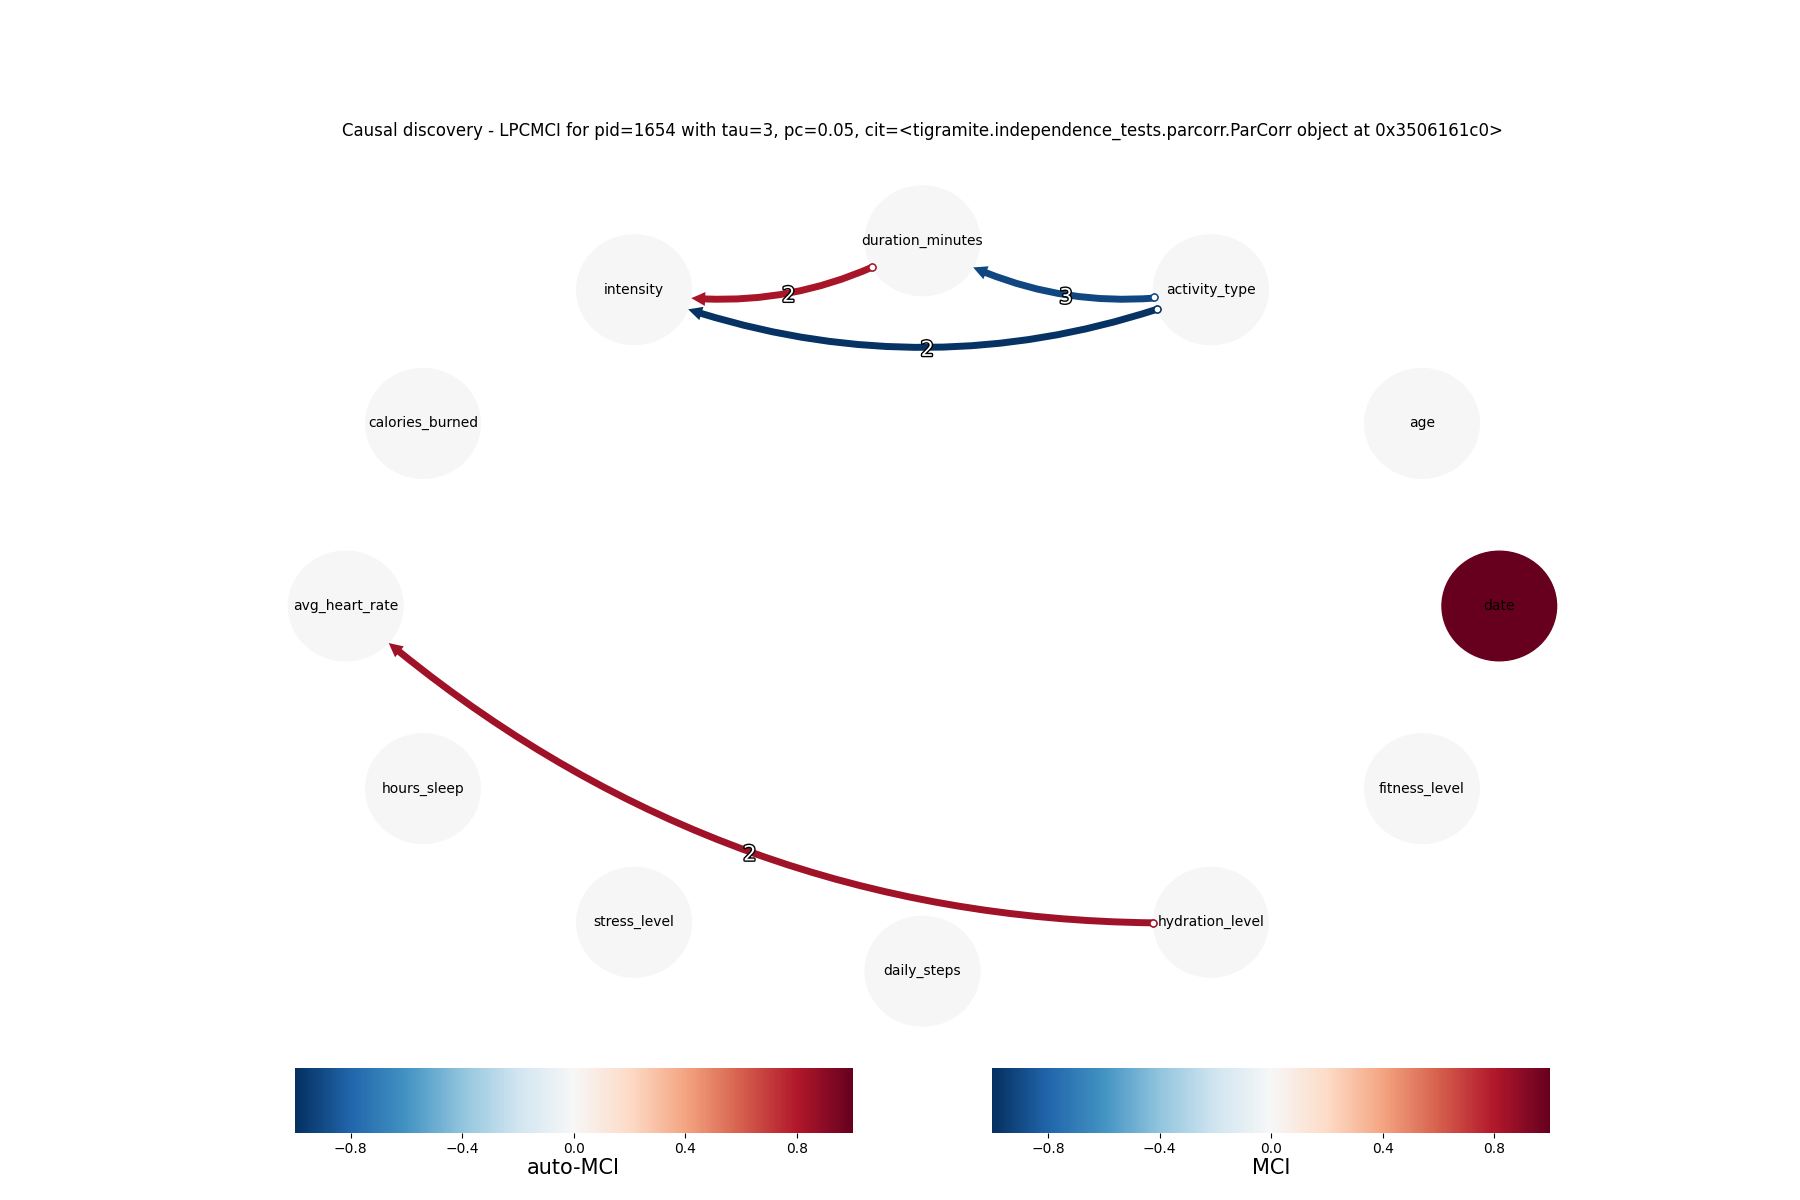 Causal discovery - LPCMCI for pid=1654 with tau=3, pc=0.05, cit=<tigramite.independence_tests.parcorr.ParCorr object at 0x3506161c0>
duration_minutes
intensity
activity_type
2
3
2
calories_burned
age
avg_heart_rate
date
hours_sleep
fitness_level
2
stress_level
hydration_level
daily_steps
−0.8 −0.4 0.0 0.4 0.8
auto-MCI
−0.8 −0.4 0.0 0.4 0.8
MCI